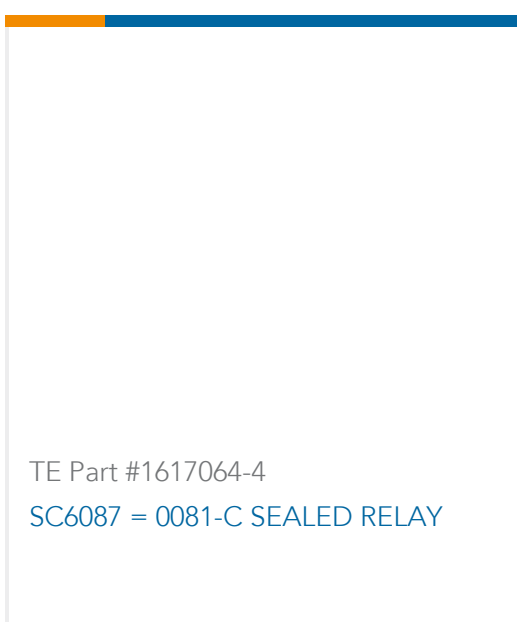 TE Part #1617064-4
SC6087 = 0081-C SEALED RELAY